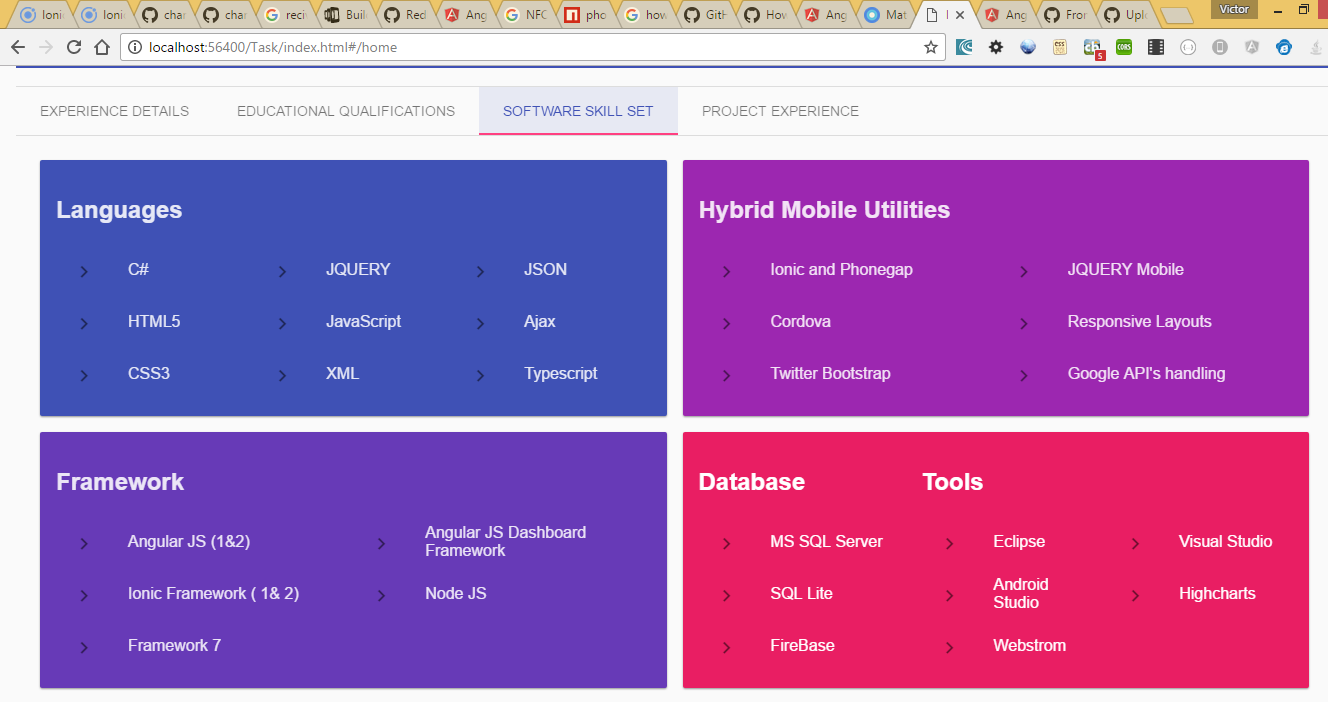 Ioni
Ioni
char
char
reci
Buil
Red
Ang
NFC
pho
how
GitH
How
Ang
Mat
Ang
Fron
Uplo
Victor
localhost:56400/Task/index.html#/home
CORS
5
EXPERIENCE DETAILS
EDUCATIONAL QUALIFICATIONS
SOFTWARE SKILL SET
PROJECT EXPERIENCE
Languages
C#
JQUERY
JSON
HTML5
JavaScript
Ajax
CSS3
XML
Typescript
Hybrid Mobile Utilities
Ionic and Phonegap
JQUERY Mobile
Cordova
Responsive Layouts
Twitter Bootstrap
Google API's handling
Framework
Angular JS (1&2)
Angular JS Dashboard
Framework
Ionic Framework ( 1& 2)
Node JS
Framework 7
Database
MS SQL Server
SQL Lite
FireBase
Tools
Eclipse
Visual Studio
Android
Studio
Highcharts
Webstrom